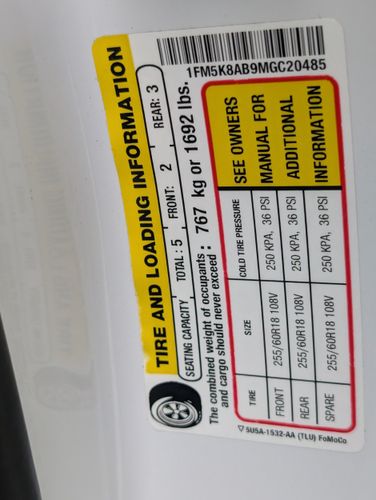 1FM5K8AB9MGC20485
TIRE AND LOADING INFORMATION
SEATING CAPACITY TOTAL : 5 FRONT: 2 REAR: 3
The combined weight of occupants and cargo should never exceed : 767 kg or 1692 lbs.
TIRE SIZE COLD TIRE PRESSURE SEE OWNERS
FRONT 255/60R18 108V 250 KPA, 36 PSI MANUAL FOR
REAR 255/60R18 108V 250 KPA, 36 PSI ADDITIONAL
SPARE 255/60R18 108V 250 KPA, 36 PSI INFORMATION
▽ 5U5A-1532-AA (TLU) FoMoCo